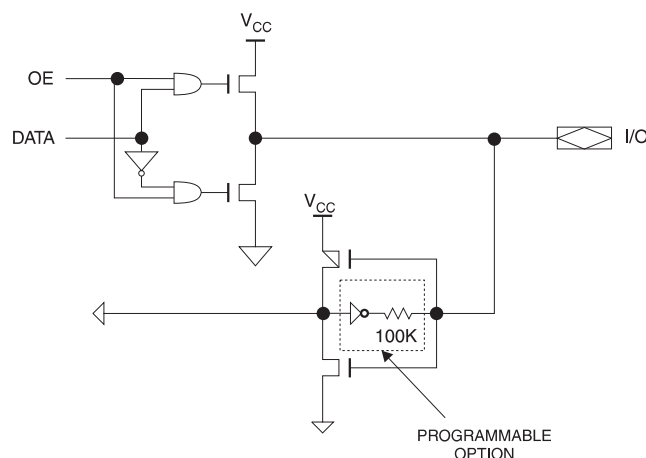 V_CC
OE
DATA
I/O
V_CC
100K
PROGRAMMABLE
OPTION